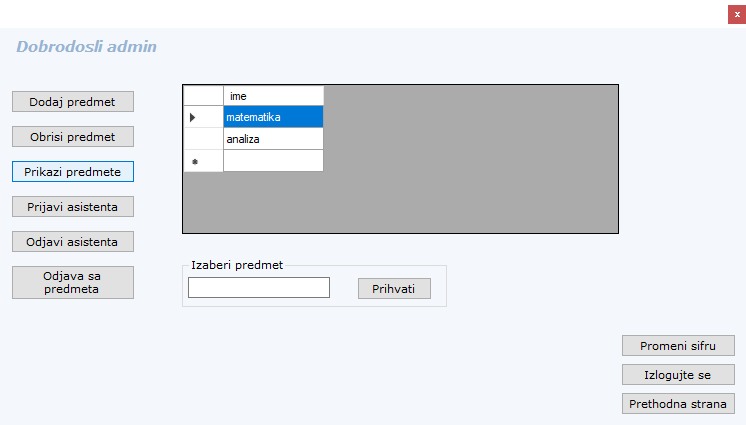 x
Dobrodosli admin
Dodaj predmet
Obrisi predmet
Prikazi predmete
Prijavi asistenta
Odjavi asistenta
Odjava sa
predmeta
ime
matematika
analiza
Izaberi predmet
Prihvati
Promeni sifru
Izlogujte se
Prethodna strana